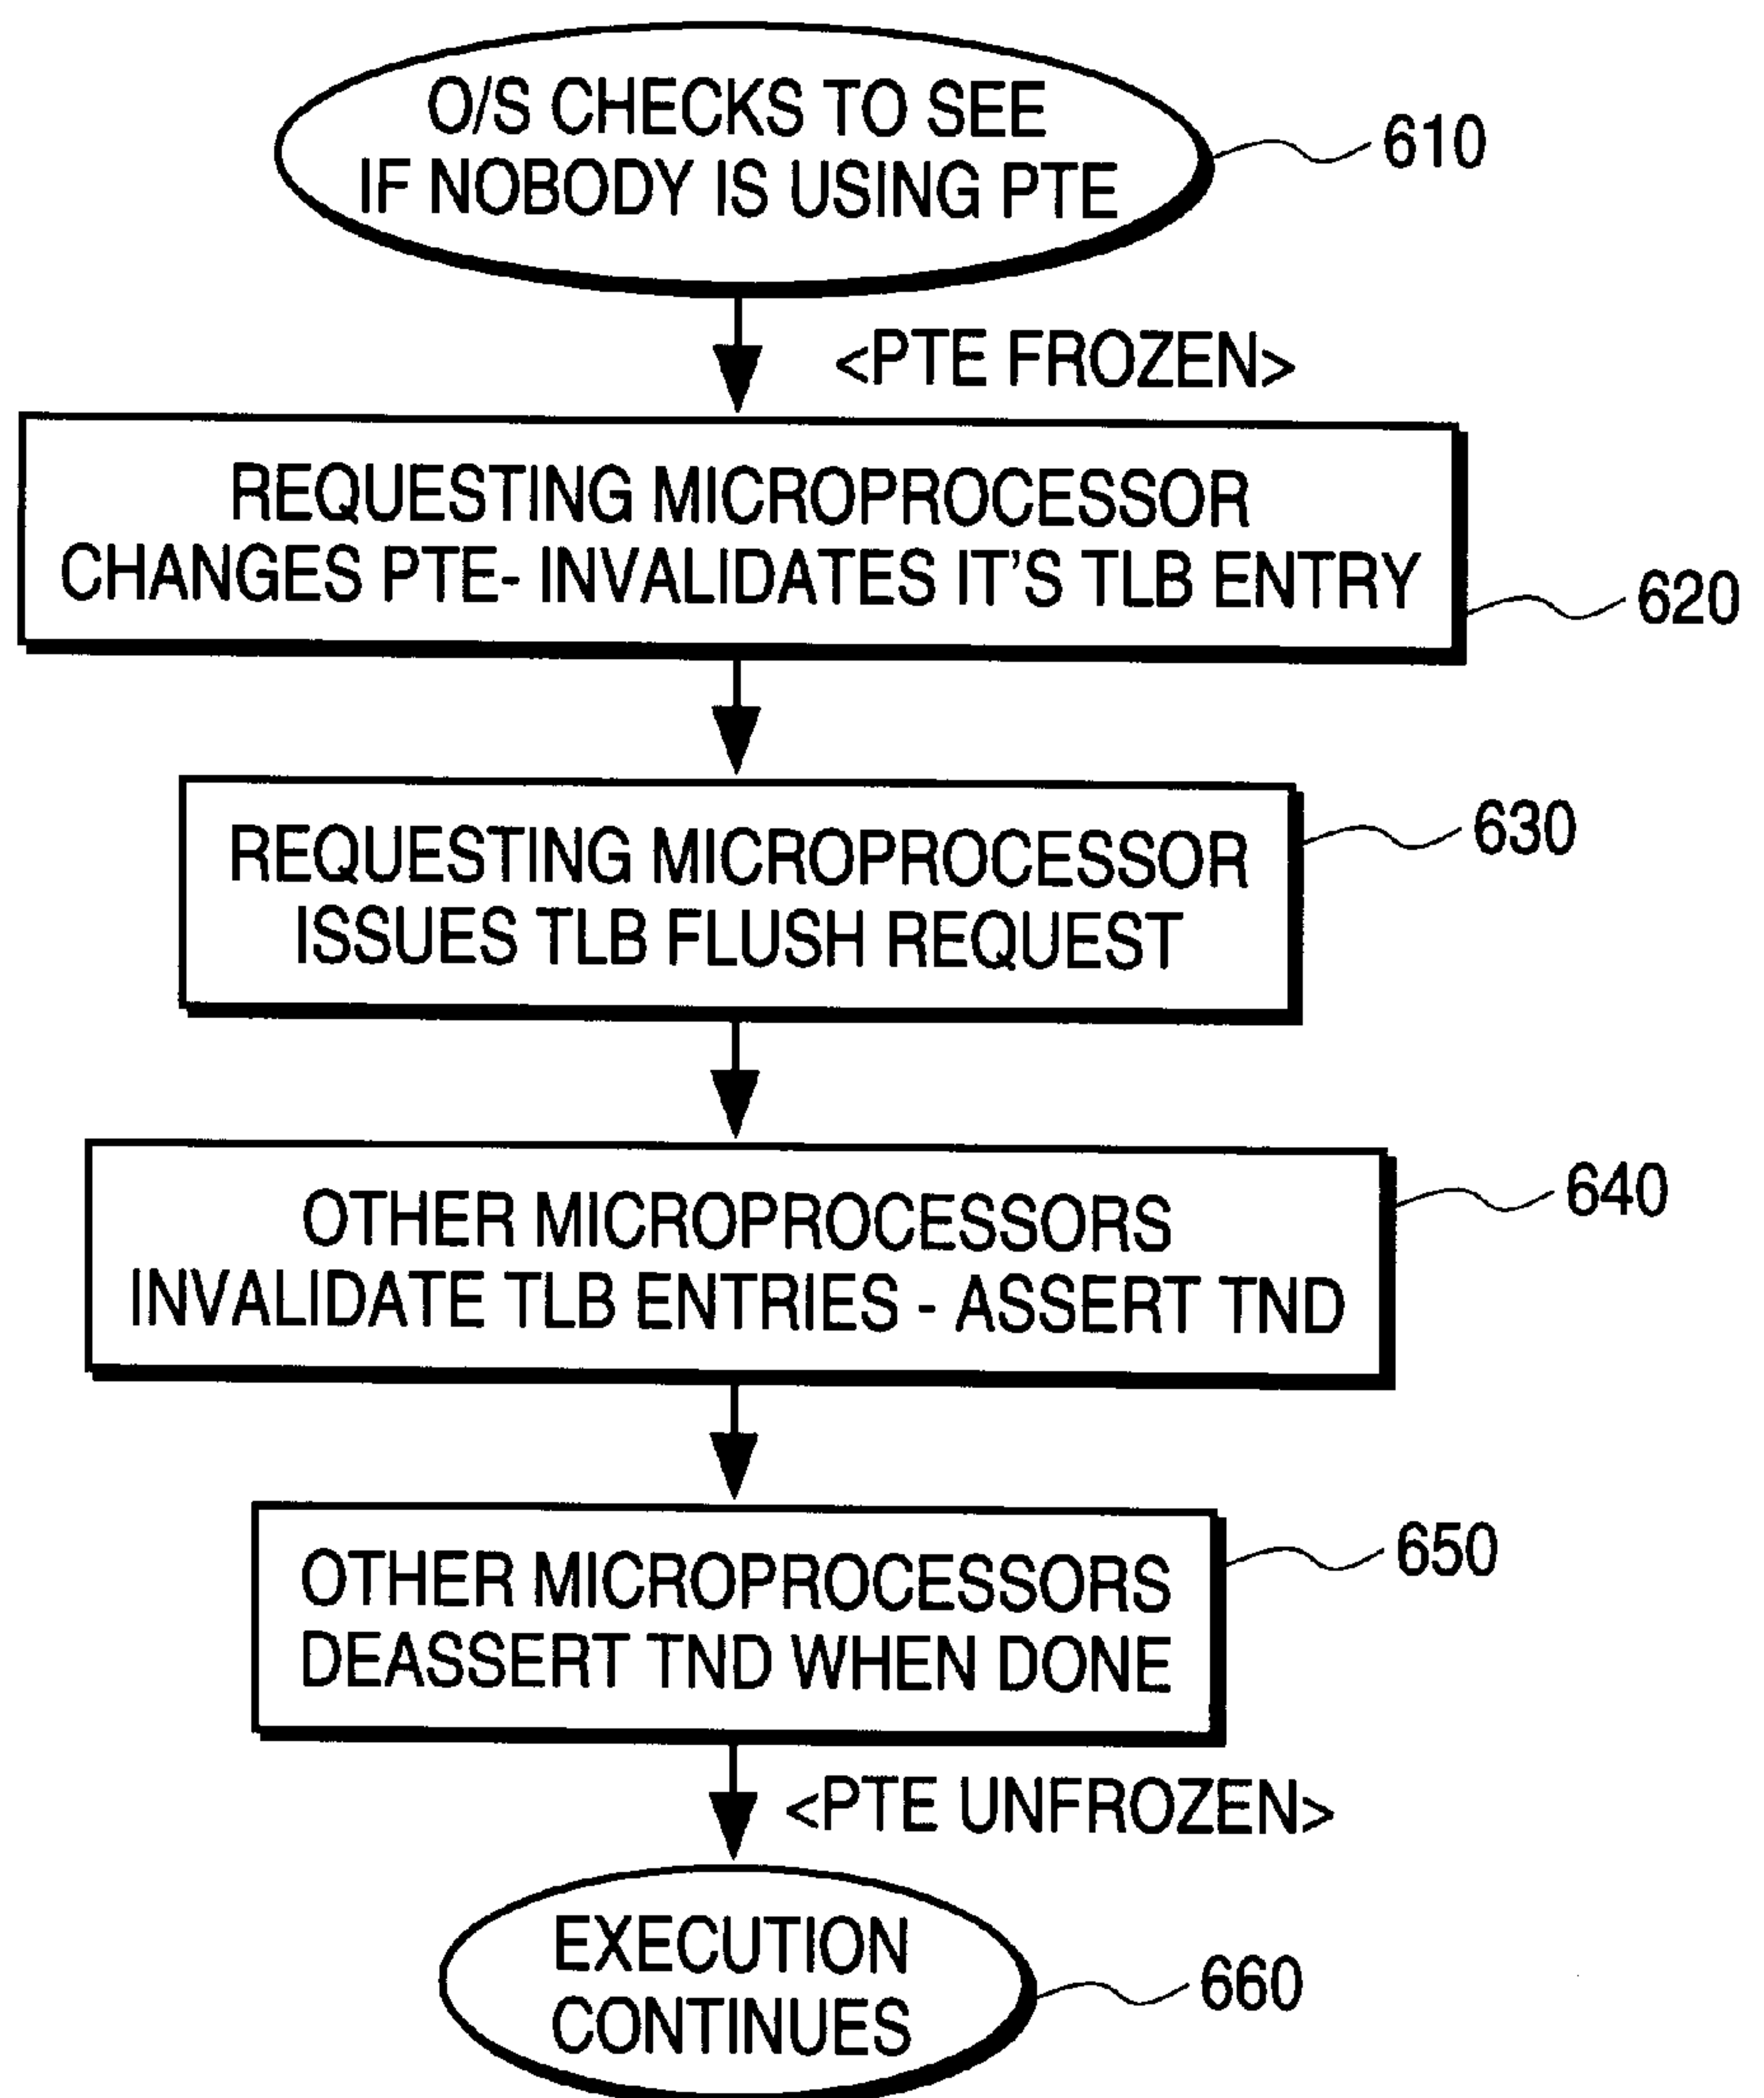 O/S CHECKS TO SEE
IF NOBODY IS USING PTE
610
<PTE FROZEN>
REQUESTING MICROPROCESSOR
CHANGES PTE- INVALIDATES IT'S TLB ENTRY
620
REQUESTING MICROPROCESSOR
ISSUES TLB FLUSH REQUEST
630
OTHER MICROPROCESSORS
INVALIDATE TLB ENTRIES - ASSERT TND
640
OTHER MICROPROCESSORS
DEASSERT TND WHEN DONE
650
<PTE UNFROZEN>
EXECUTION
CONTINUES
660